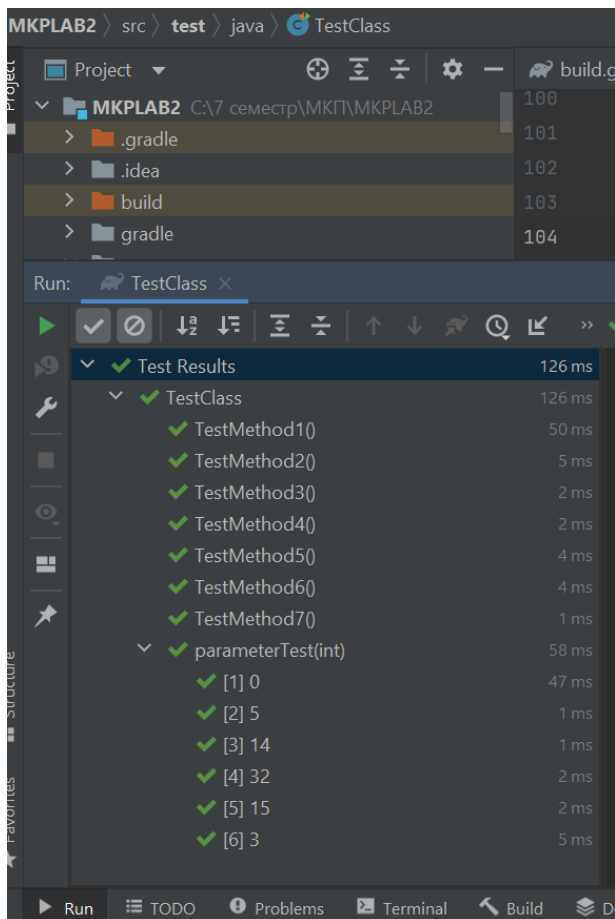 MKPLAB2 〉 src 〉 test 〉 java 〉 TestClass
Project
Project
build.g
MKPLAB2 C:\7 семестр\МКП\MKPLAB2
100
.gradle
101
.idea
102
build
103
gradle
104
Run: TestClass ×
Test Results 126 ms
TestClass 126 ms
TestMethod1() 50 ms
TestMethod2() 5 ms
TestMethod3() 2 ms
TestMethod4() 2 ms
TestMethod5() 4 ms
TestMethod6() 4 ms
TestMethod7() 1 ms
parameterTest(int) 58 ms
[1] 0 47 ms
[2] 5 1 ms
[3] 14 1 ms
[4] 32 2 ms
[5] 15 2 ms
[6] 3 5 ms
Structure
Favorites
Run TODO Problems Terminal Build D